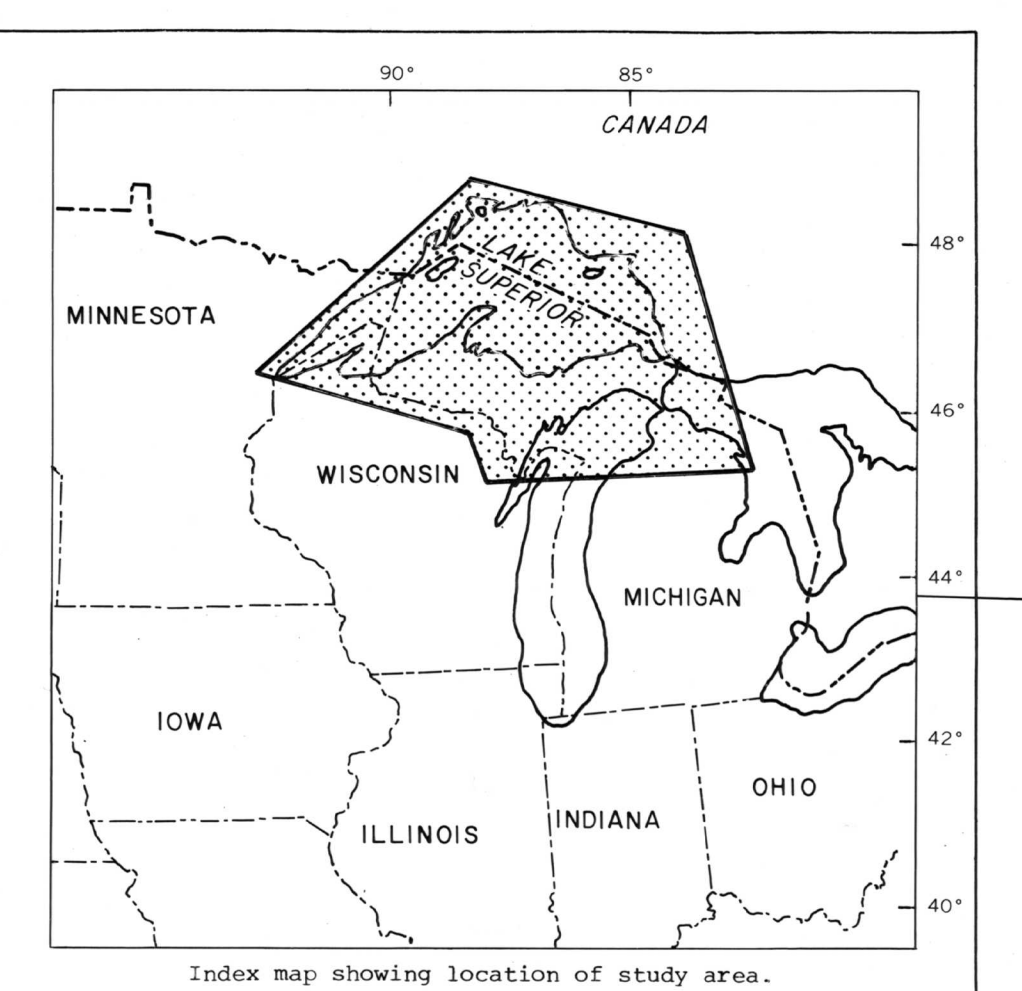 90° 85°
CANADA
48°
LAKE
SUPERIOR
MINNESOTA
46°
WISCONSIN
44°
MICHIGAN
IOWA
42°
OHIO
INDIANA
ILLINOIS
40°
Index map showing location of study area.